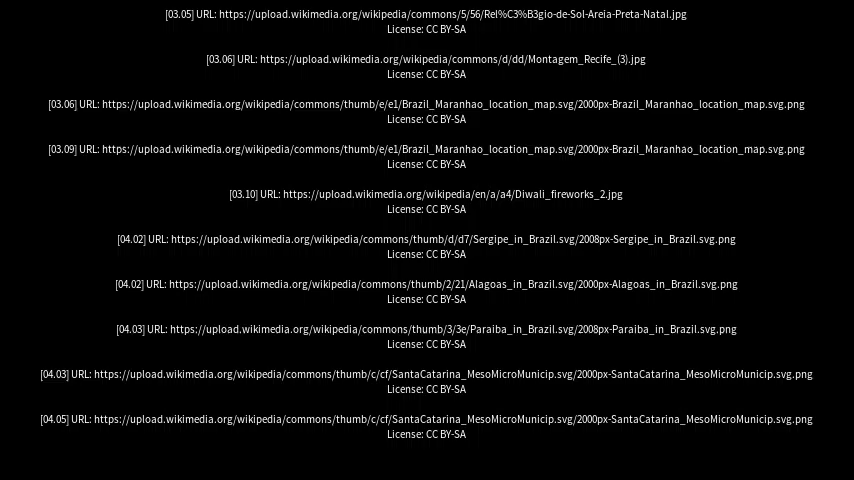 [03.05] URL: https://upload.wikimedia.org/wikipedia/commons/5/56/Rel%C3%B3gio-de-Sol-Areia-Preta-Natal.jpg
License: CC BY-SA
[03.06] URL: https://upload.wikimedia.org/wikipedia/commons/d/dd/Montagem_Recife_(3).jpg
License: CC BY-SA
[03.06] URL: https://upload.wikimedia.org/wikipedia/commons/thumb/e/e1/Brazil_Maranhao_location_map.svg/2000px-Brazil_Maranhao_location_map.svg.png
License: CC BY-SA
[03.09] URL: https://upload.wikimedia.org/wikipedia/commons/thumb/e/e1/Brazil_Maranhao_location_map.svg/2000px-Brazil_Maranhao_location_map.svg.png
License: CC BY-SA
[03.10] URL: https://upload.wikimedia.org/wikipedia/en/a/a4/Diwali_fireworks_2.jpg
License: CC BY-SA
[04.02] URL: https://upload.wikimedia.org/wikipedia/commons/thumb/d/d7/Sergipe_in_Brazil.svg/2008px-Sergipe_in_Brazil.svg.png
License: CC BY-SA
[04.02] URL: https://upload.wikimedia.org/wikipedia/commons/thumb/2/21/Alagoas_in_Brazil.svg/2000px-Alagoas_in_Brazil.svg.png
License: CC BY-SA
[04.03] URL: https://upload.wikimedia.org/wikipedia/commons/thumb/3/3e/Paraiba_in_Brazil.svg/2008px-Paraiba_in_Brazil.svg.png
License: CC BY-SA
[04.03] URL: https://upload.wikimedia.org/wikipedia/commons/thumb/c/cf/SantaCatarina_MesoMicroMunicip.svg/2000px-SantaCatarina_MesoMicroMunicip.svg.png
License: CC BY-SA
[04.05] URL: https://upload.wikimedia.org/wikipedia/commons/thumb/c/cf/SantaCatarina_MesoMicroMunicip.svg/2000px-SantaCatarina_MesoMicroMunicip.svg.png
License: CC BY-SA